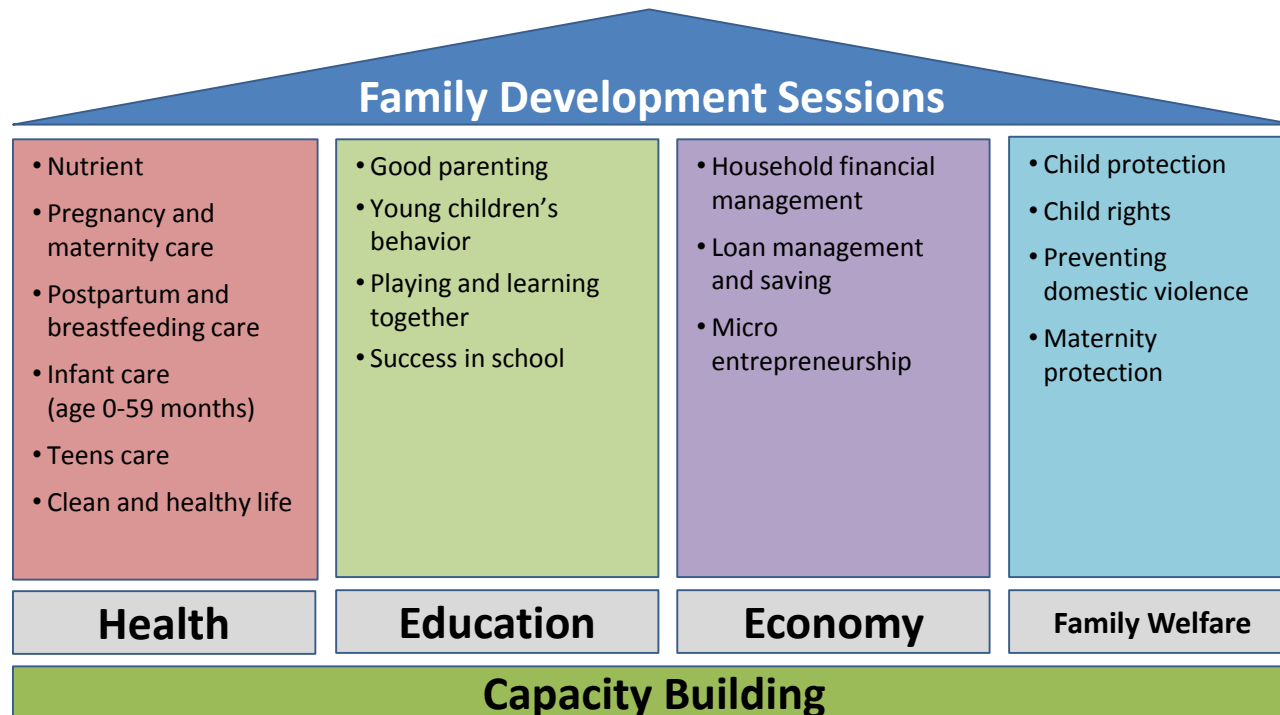 Family Development Sessions
• Nutrient
• Pregnancy and
maternity care
• Postpartum and
breastfeeding care
• Infant care
(age 0-59 months)
• Teens care
• Clean and healthy life
Health
• Good parenting
• Young children’s
behavior
• Playing and learning
together
• Success in school
Education
• Household financial
management
• Loan management
and saving
• Micro
entrepreneurship
Economy
• Child protection
• Child rights
• Preventing
domestic violence
• Maternity
protection
Family Welfare
Capacity Building